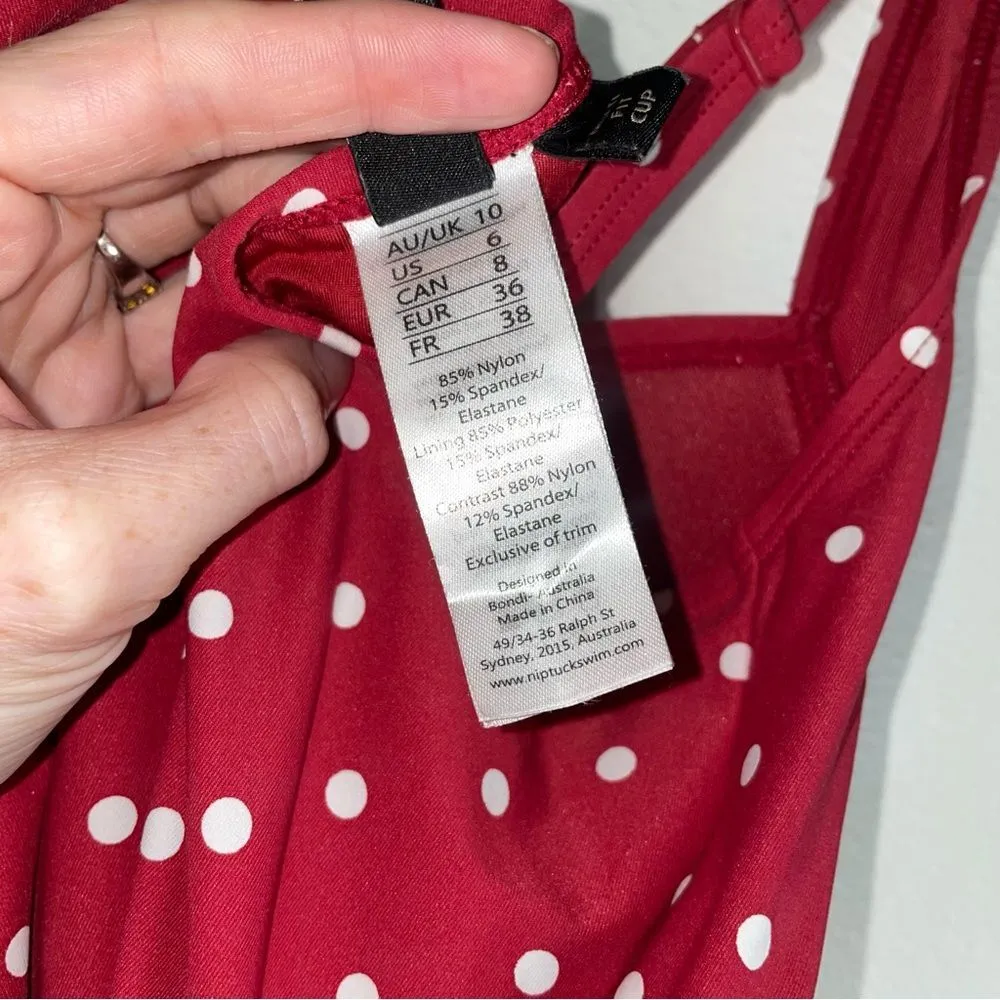 FIT
CUP
AU/UK 10
US 6
CAN 8
EUR 36
FR 38
85% Nylon
15% Spandex/
Elastane
Lining 85% Polyester
15% Spandex/
Elastane
Contrast 88% Nylon
12% Spandex/
Elastane
Exclusive of trim
Designed in
Bondi- Australia
Made in China
49/34-36 Ralph St
Sydney, 2015, Australia
www.niptuckswim.com